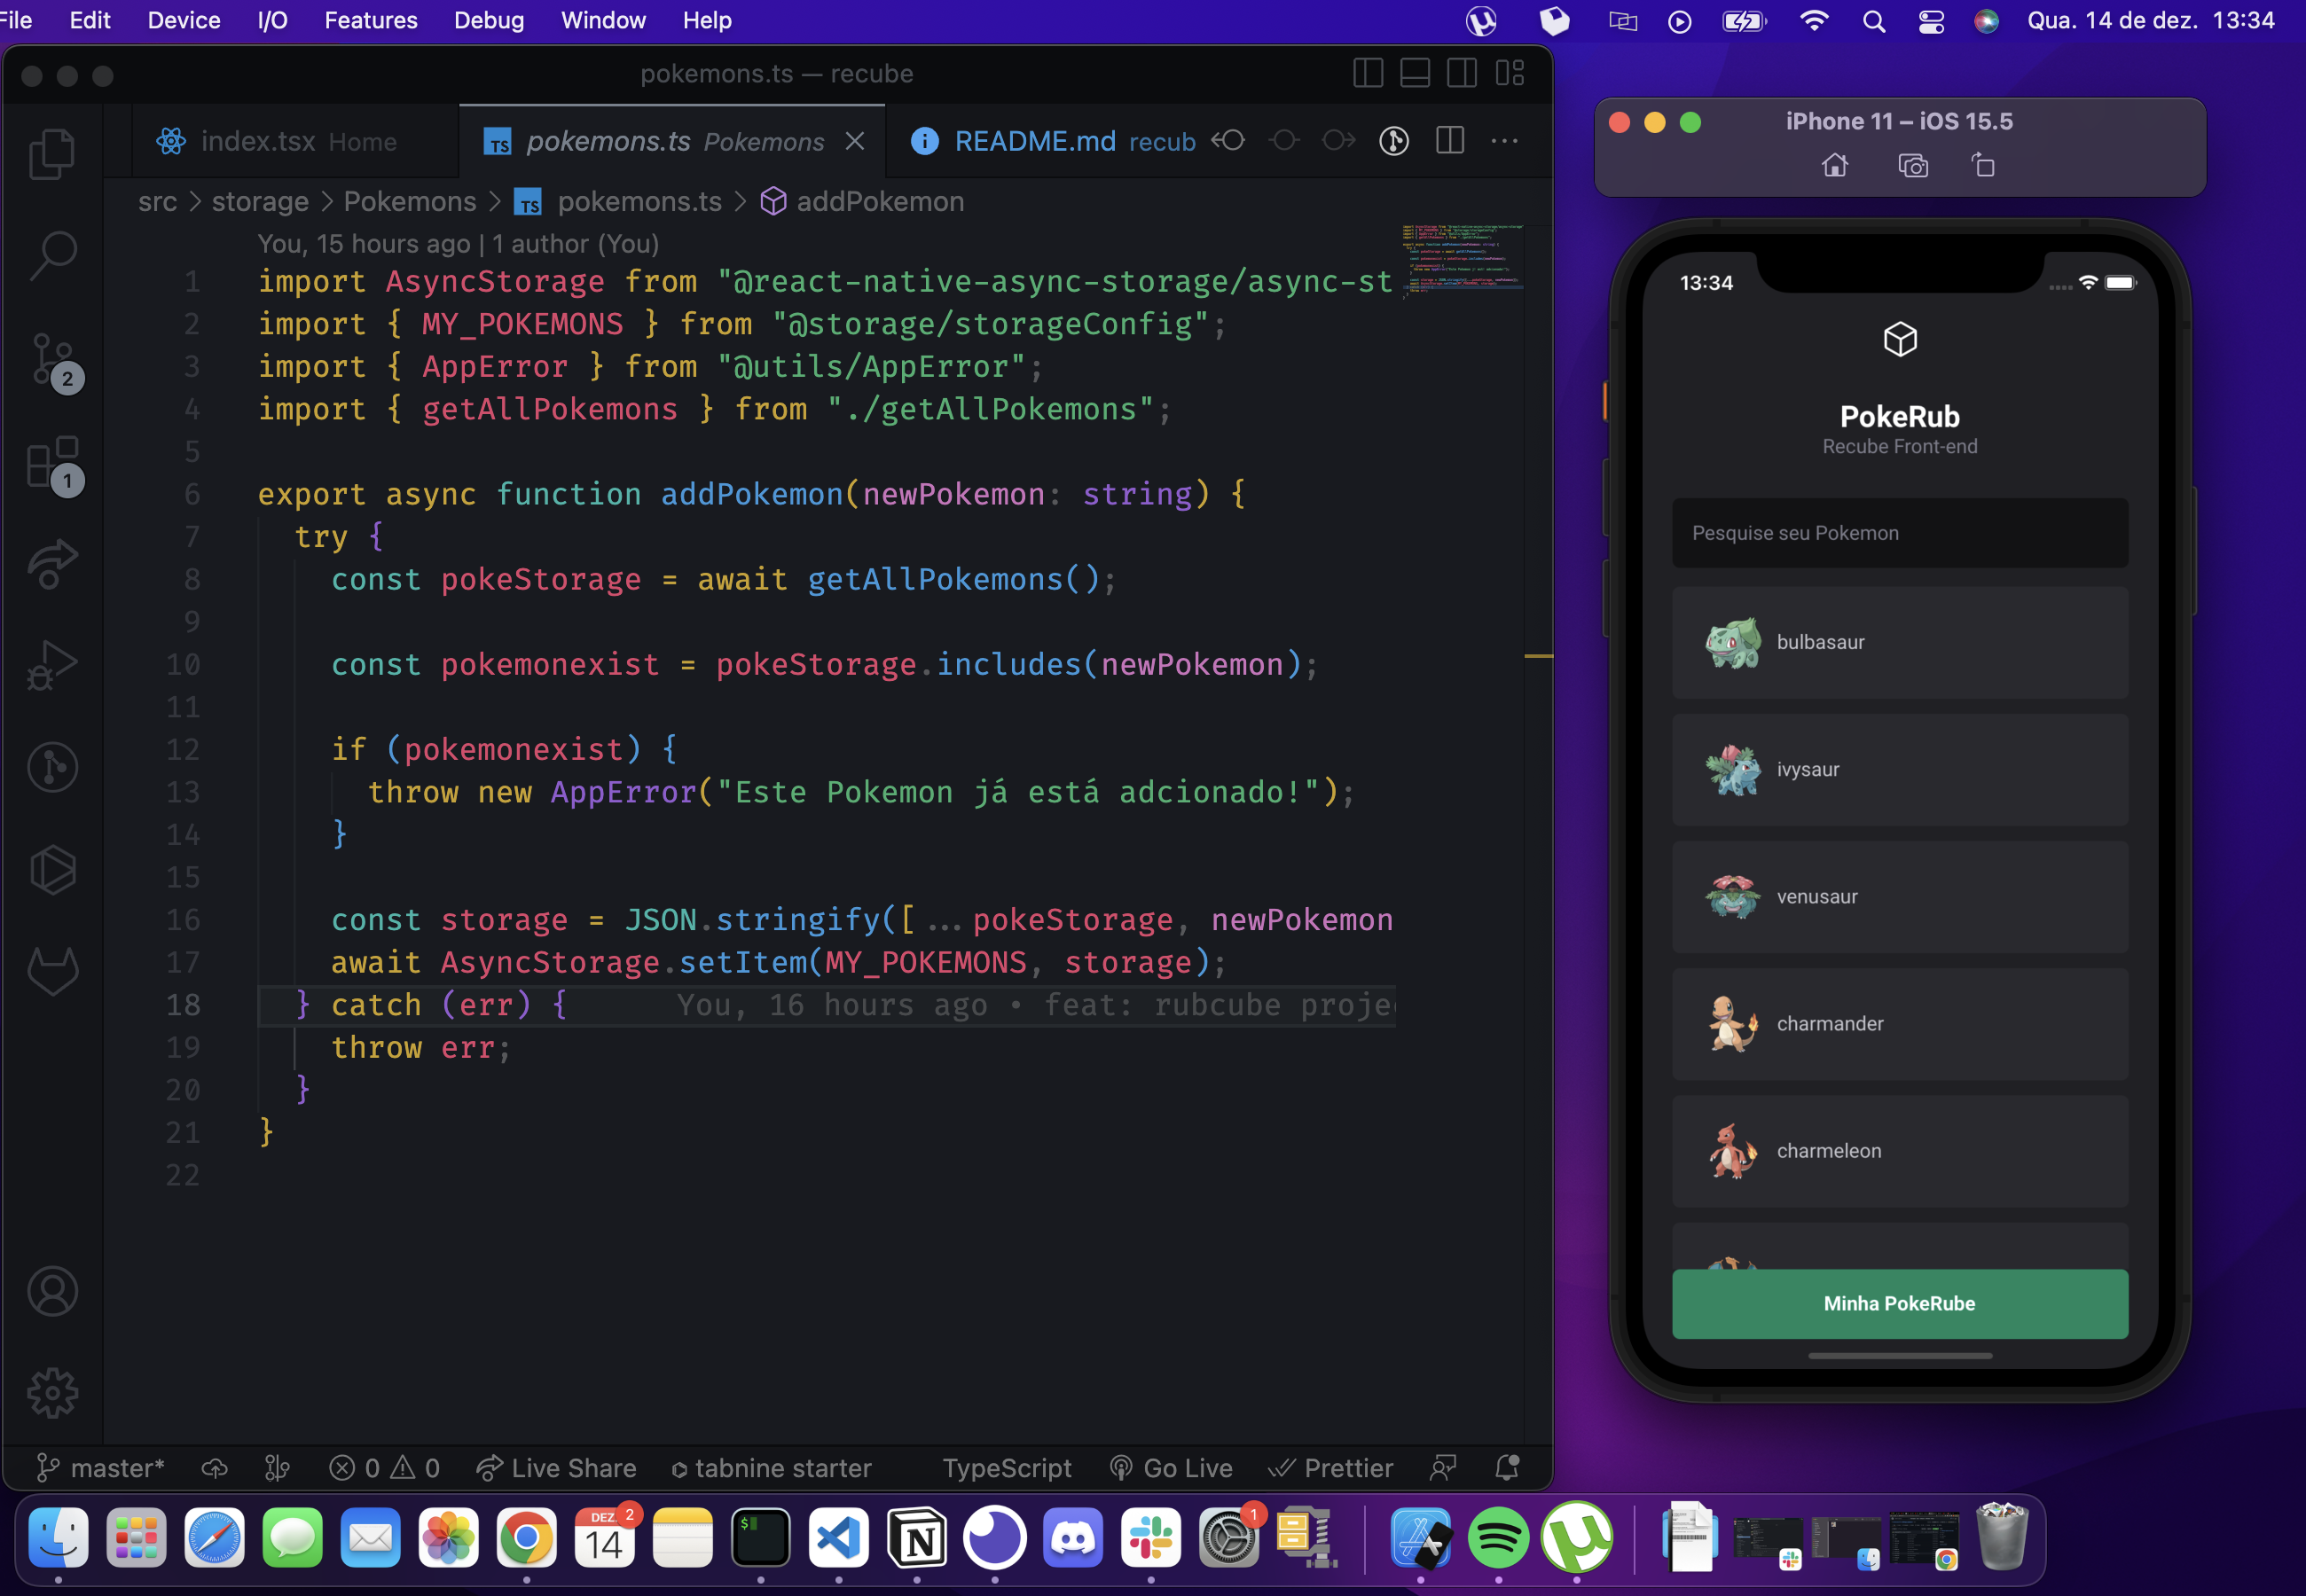 File Edit Device I/O Features Debug Window Help Qua. 14 de dez. 13:34
pokemons.ts — recube
index.tsx Home
pokemons.ts Pokemons
README.md recub
src > storage > Pokemons > TS pokemons.ts > addPokemon
You, 15 hours ago | 1 author (You)
1 import AsyncStorage from "@react-native-async-storage/async-st
2 import { MY_POKEMONS } from "@storage/storageConfig";
3 import { AppError } from "@utils/AppError";
4 import { getAllPokemons } from "./getAllPokemons";
5
6 export async function addPokemon(newPokemon: string) {
7 try {
8 const pokeStorage = await getAllPokemons();
9
10 const pokemonexist = pokeStorage.includes(newPokemon);
11
12 if (pokemonexist) {
13 throw new AppError("Este Pokemon já está adcionado!");
14 }
15
16 const storage = JSON.stringify([...pokeStorage, newPokemon
17 await AsyncStorage.setItem(MY_POKEMONS, storage);
18 } catch (err) { You, 16 hours ago • feat: rubcube proje
19 throw err;
20 }
21 }
22
2
1
master* 0 0 Live Share tabnine starter TypeScript Go Live Prettier
iPhone 11 – iOS 15.5
13:34
PokeRub
Recube Front-end
Pesquise seu Pokemon
bulbasaur
ivysaur
venusaur
charmander
charmeleon
Minha PokeRube
DEZ. 2
14
1